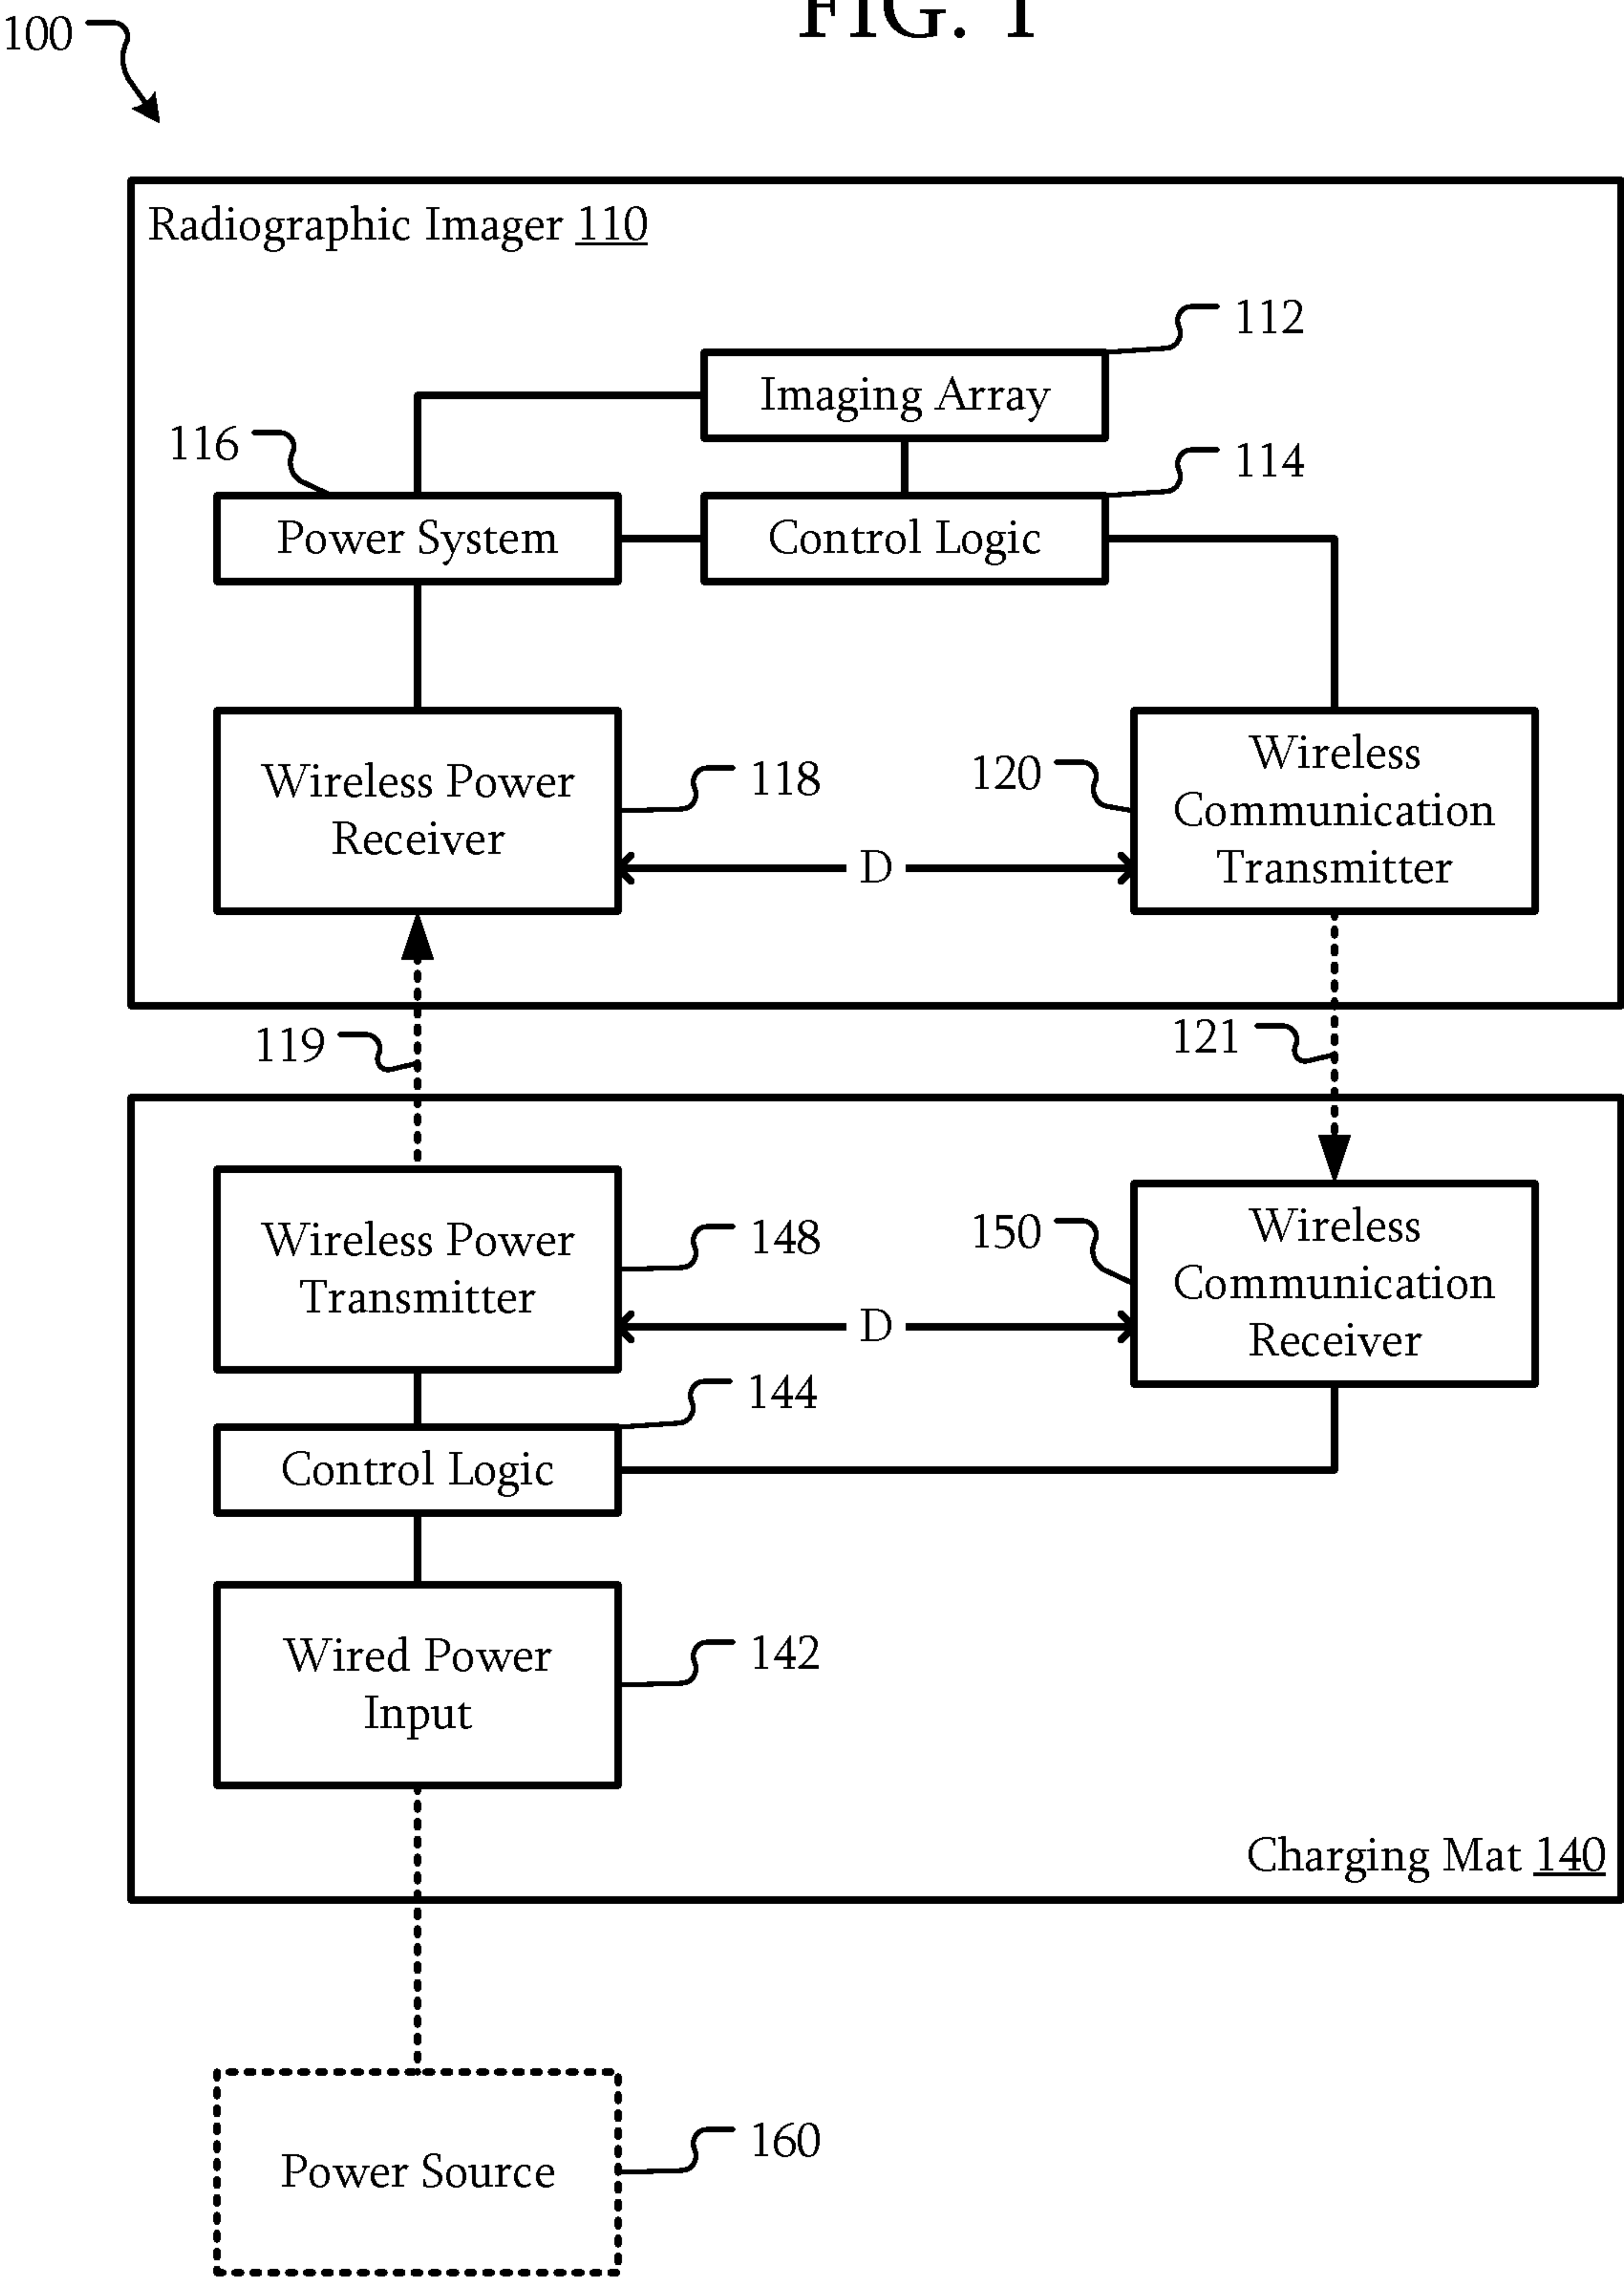 FIG. 1
100
Radiographic Imager 110
112
Imaging Array
116
114
Power System
Control Logic
Wireless Power
Receiver
118
120
Wireless
Communication
Transmitter
D
119
121
Wireless Power
Transmitter
148
150
Wireless
Communication
Receiver
D
144
Control Logic
Wired Power
Input
142
Charging Mat 140
Power Source
160